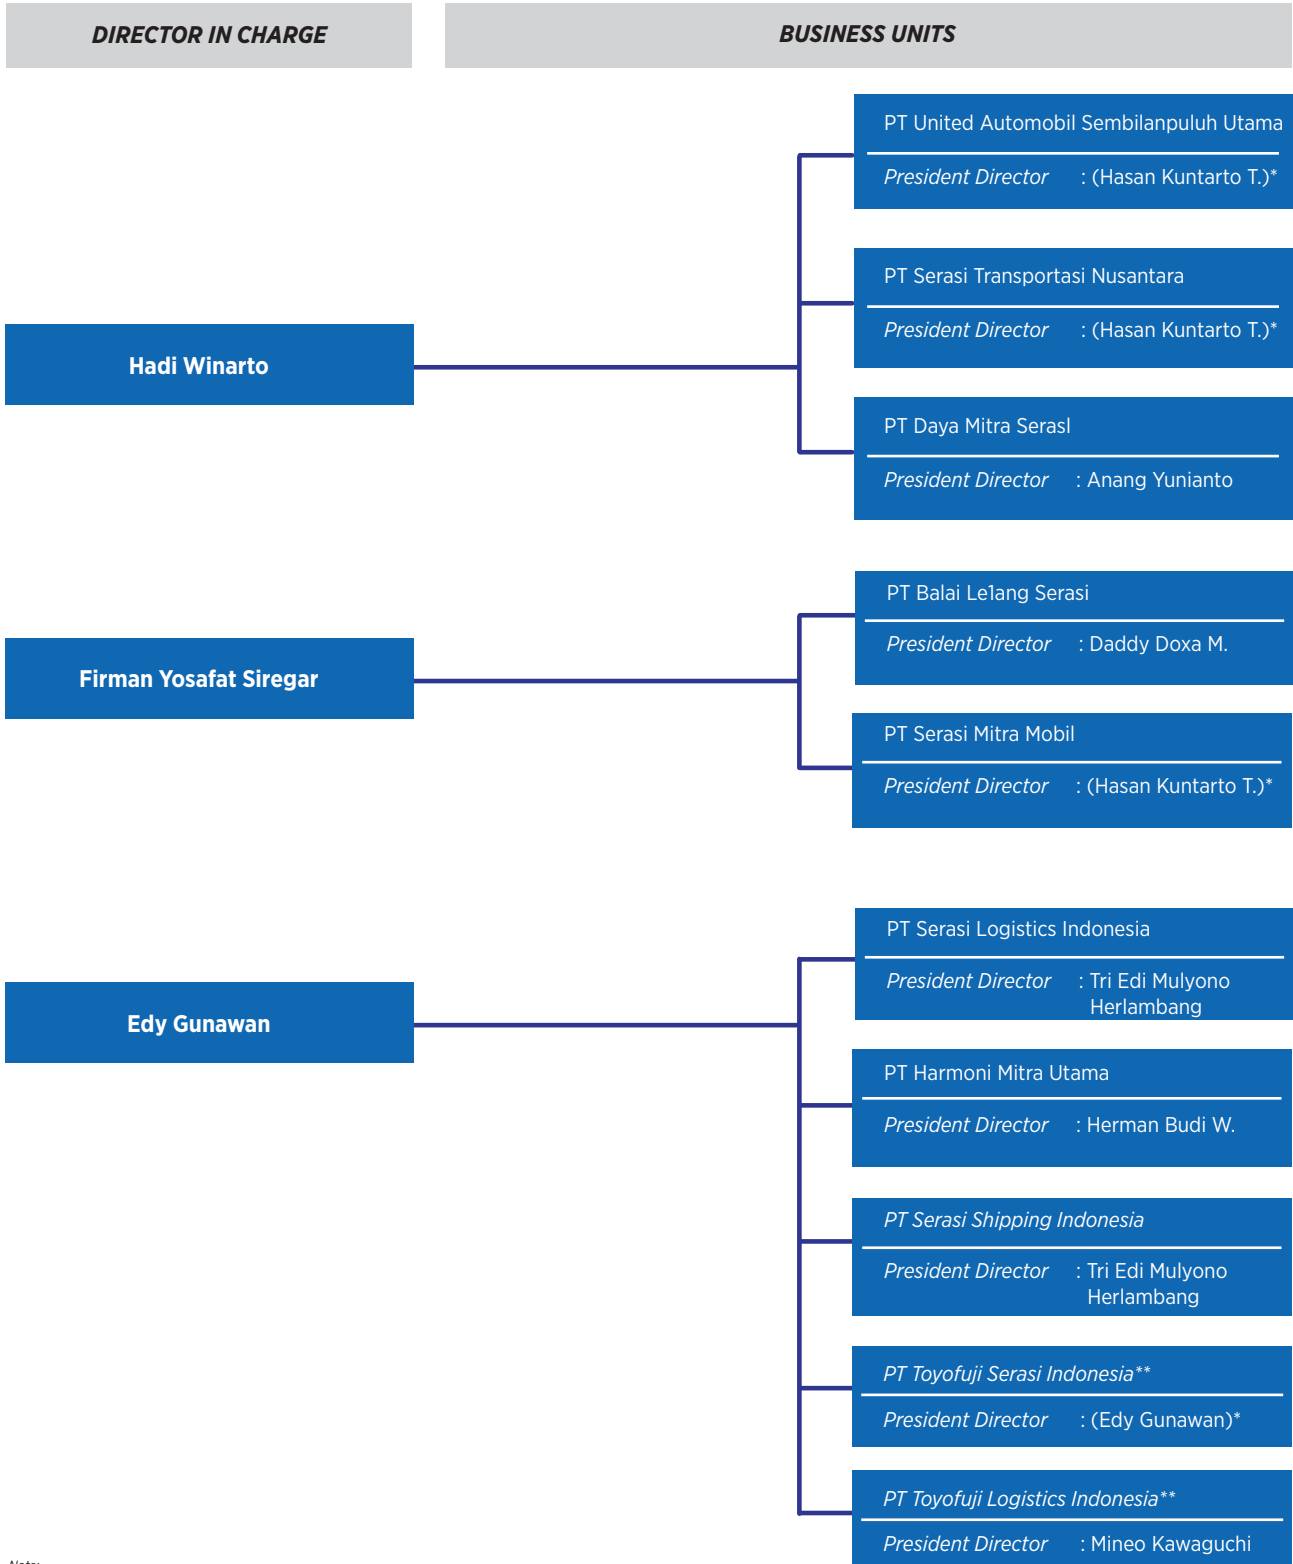 DIRECTOR IN CHARGE
BUSINESS UNITS
PT United Automobil Sembilanpuluh Utama
President Director : (Hasan Kuntarto T.)*
PT Serasi Transportasi Nusantara
President Director : (Hasan Kuntarto T.)*
Hadi Winarto
PT Daya Mitra SerasI
President Director : Anang Yunianto
PT Balai Le1ang Serasi
President Director : Daddy Doxa M.
Firman Yosafat Siregar
PT Serasi Mitra Mobil
President Director : (Hasan Kuntarto T.)*
PT Serasi Logistics Indonesia
President Director : Tri Edi Mulyono
Herlambang
Edy Gunawan
PT Harmoni Mitra Utama
President Director : Herman Budi W.
PT Serasi Shipping Indonesia
President Director : Tri Edi Mulyono
Herlambang
PT Toyofuji Serasi Indonesia**
President Director : (Edy Gunawan)*
PT Toyofuji Logistics Indonesia**
President Director : Mineo Kawaguchi